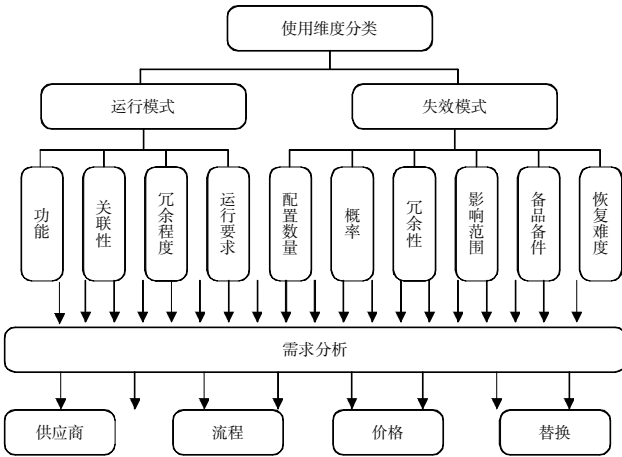 使用维度分类
运行模式
失效模式
功能
关联性
冗余程度
运行要求
配置数量
概率
冗余性
影响范围
备品备件
恢复难度
需求分析
供应商
流程
价格
替换